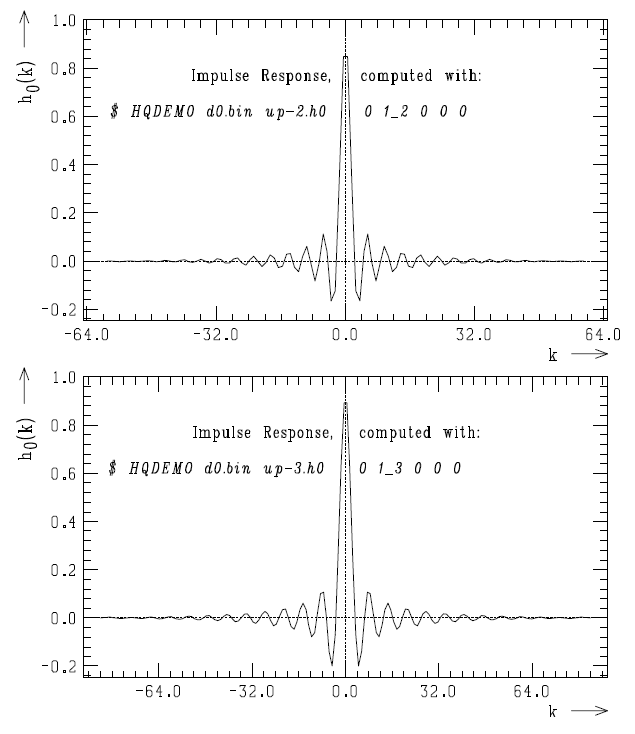 1.0
0.8
Impulse Response, computed with:
h0(k)
$ HQDEMO d0.bin up-2.h0 0 1_2 0 0 0
0.6
0.4
0.2
0.0
-0.2
-64.0 -32.0 0.0 32.0 64.0
k
1.0
0.8
Impulse Response, computed with:
h0(k)
$ HQDEMO d0.bin up-3.h0 0 1_3 0 0 0
0.6
0.4
0.2
0.0
-0.2
-64.0 -32.0 0.0 32.0 64.0
k